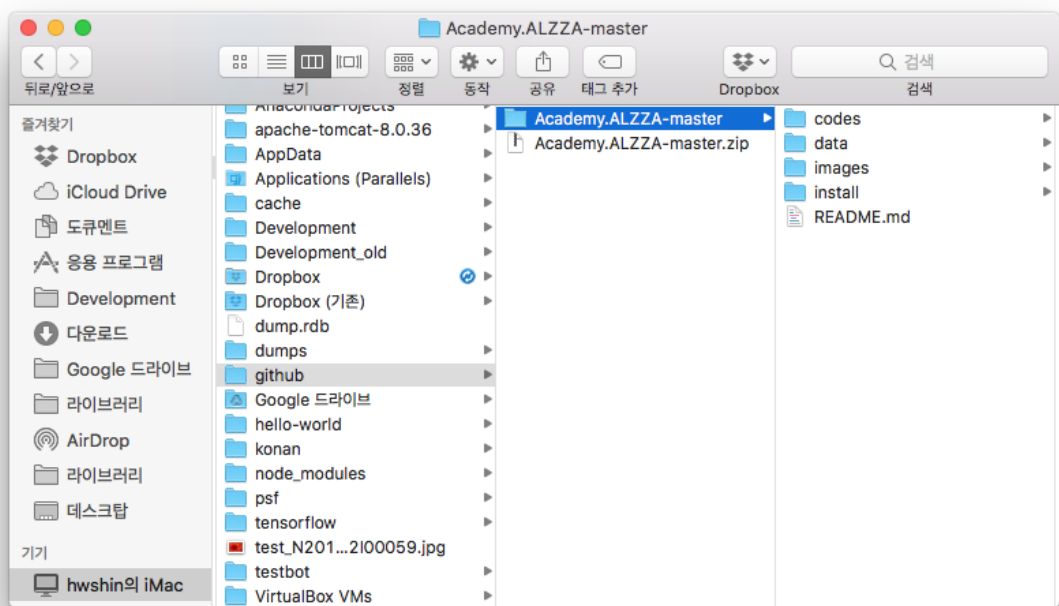 Academy.ALZZA-master
뒤로/앞으로
보기
정렬
동작
공유
태그 추가
Dropbox
검색
검색
즐겨찾기
Dropbox
iCloud Drive
도큐멘트
응용 프로그램
Development
다운로드
Google 드라이브
라이브러리
AirDrop
라이브러리
데스크탑
기기
hwshin의 iMac
AnacondaProjects
apache-tomcat-8.0.36
AppData
Applications (Parallels)
cache
Development
Development_old
Dropbox
Dropbox (기존)
dump.rdb
dumps
github
Google 드라이브
hello-world
konan
node_modules
psf
tensorflow
test_N201...2I00059.jpg
testbot
VirtualBox VMs
Academy.ALZZA-master
Academy.ALZZA-master.zip
codes
data
images
install
README.md